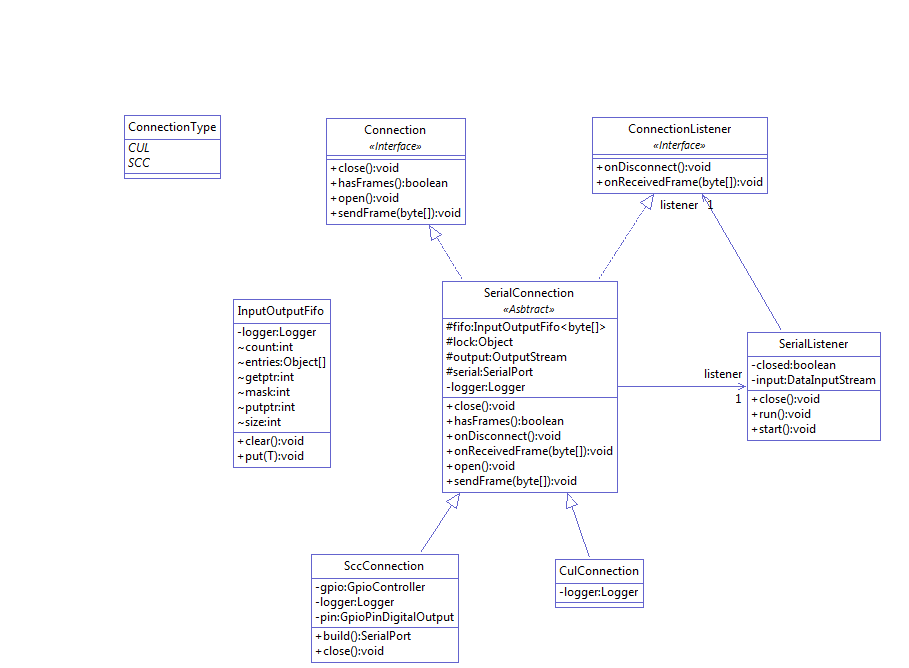 ConnectionType
CUL
SCC
Connection
«Interface»
+close():void
+hasFrames():boolean
+open():void
+sendFrame(byte[]):void
ConnectionListener
«Interface»
+onDisconnect():void
+onReceivedFrame(byte[]):void
listener 1
InputOutputFifo
-logger:Logger
~count:int
~entries:Object[]
~getptr:int
~mask:int
~putptr:int
~size:int
+clear():void
+put(T):void
SerialConnection
«Asbtract»
#fifo:InputOutputFifo<byte[]>
#lock:Object
#output:OutputStream
#serial:SerialPort
-logger:Logger
+close():void
+hasFrames():boolean
+onDisconnect():void
+onReceivedFrame(byte[]):void
+open():void
+sendFrame(byte[]):void
listener
1
SerialListener
-closed:boolean
-input:DataInputStream
+close():void
+run():void
+start():void
SccConnection
-gpio:GpioController
-logger:Logger
-pin:GpioPinDigitalOutput
+build():SerialPort
+close():void
CulConnection
-logger:Logger